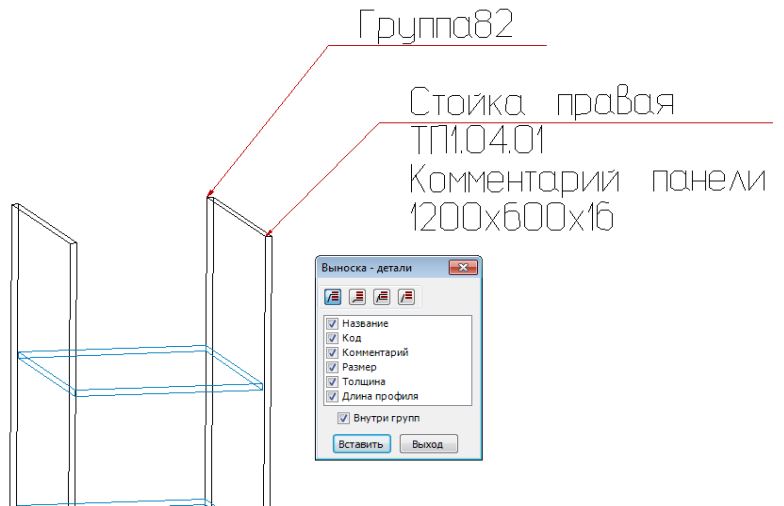 Группа82
Стойка правая
ТП1.04.01
Комментарий панели
1200x600x16
Выноска - детали
Название
Код
Комментарий
Размер
Толщина
Длина профиля
Внутри групп
Вставить Выход